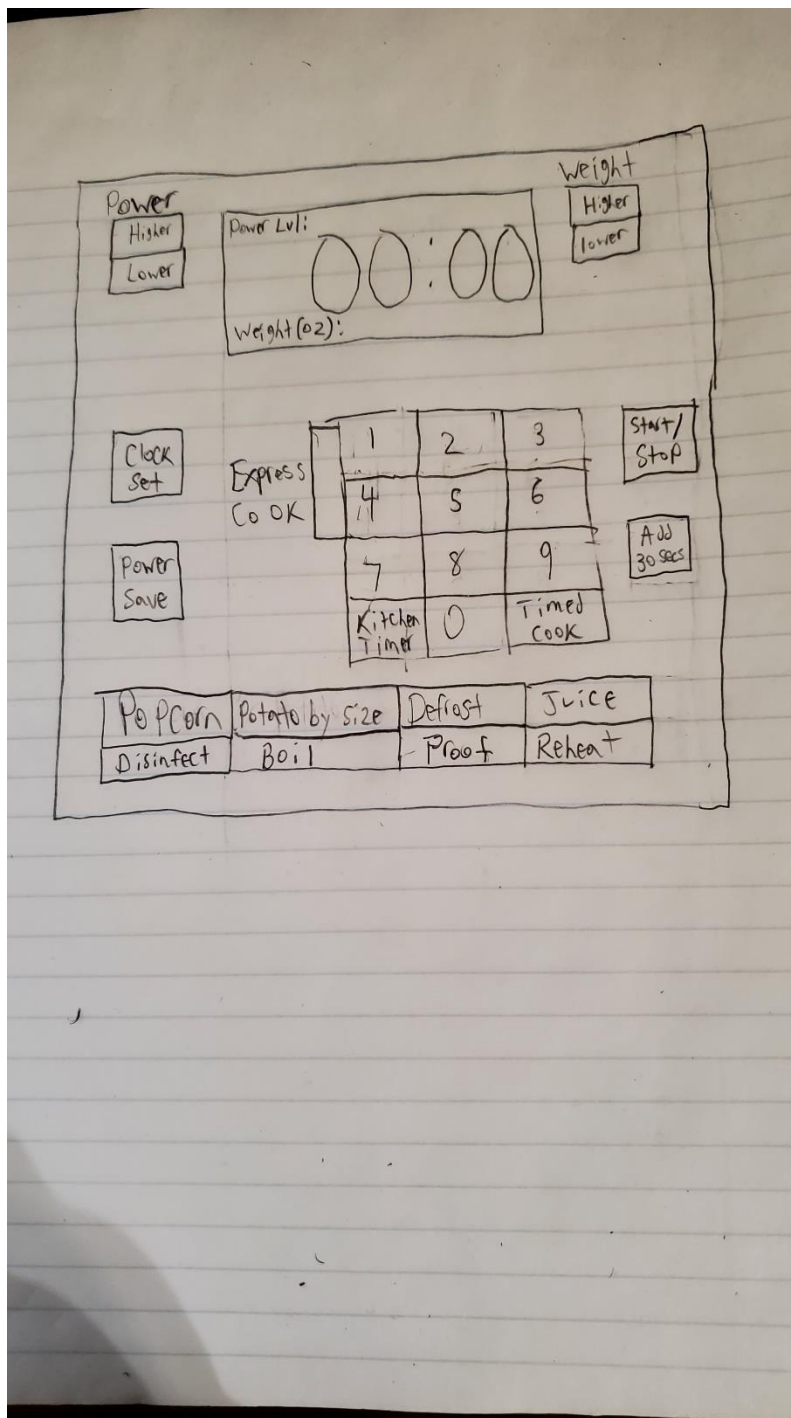 Power
Higher
Lower
Power Lvl:
00:00
Weight(oz):
Weight
Higher
lower
Clock
Set
Power
Save
Express
Cook
1 2 3
4 5 6
7 8 9
Kitchen
Timer
0
Timed
Cook
Start/
Stop
Add
30 secs
Popcorn Potato by size Defrost Juice
Disinfect Boil Proof Reheat